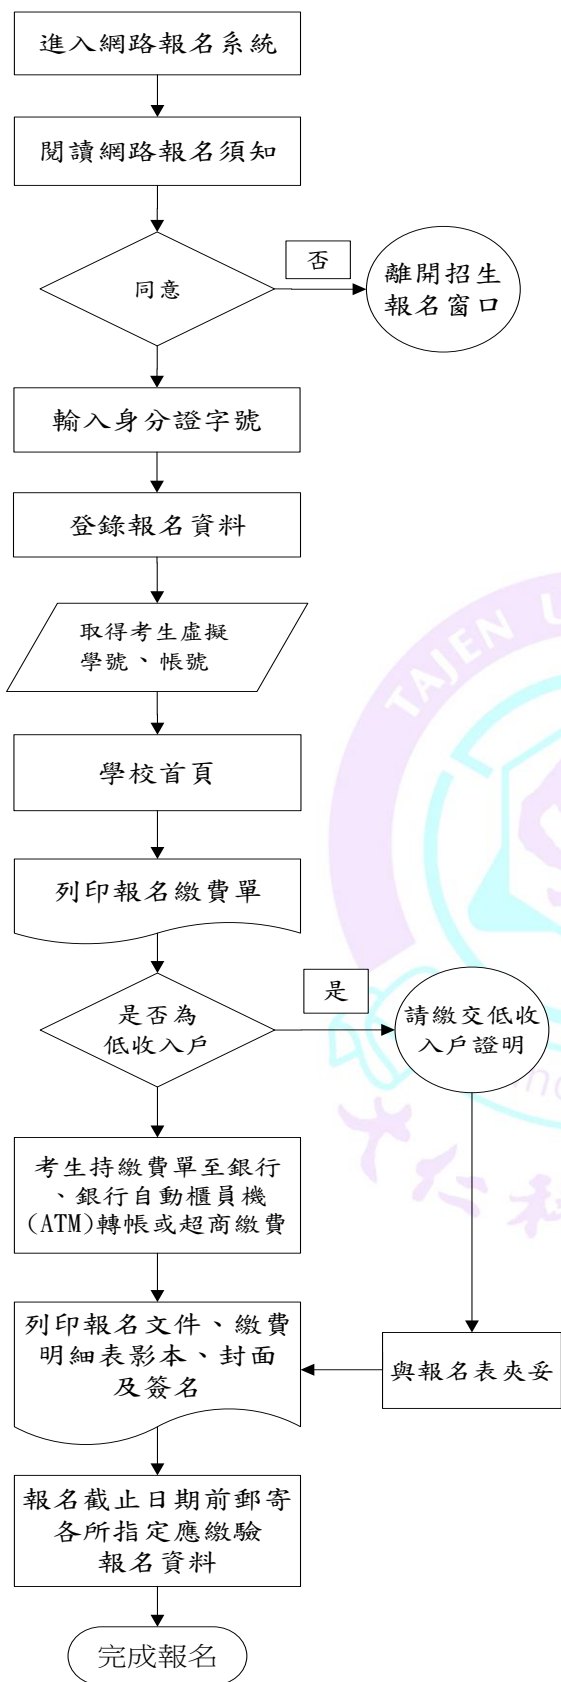 進入網路報名系統
閱讀網路報名須知
同意
否
離開招生
報名窗口
輸入身分證字號
登錄報名資料
取得考生虛擬
學號、帳號
TAJEN U
學校首頁
列印報名繳費單
是否為
低收入戶
是
請繳交低收
入戶證明
大仁科
考生持繳費單至銀行
、銀行自動櫃員機
(ATM)轉帳或超商繳費
列印報名文件、繳費
明細表影本、封面
及簽名
與報名表夾妥
報名截止日期前郵寄
各所指定應繳驗
報名資料
完成報名